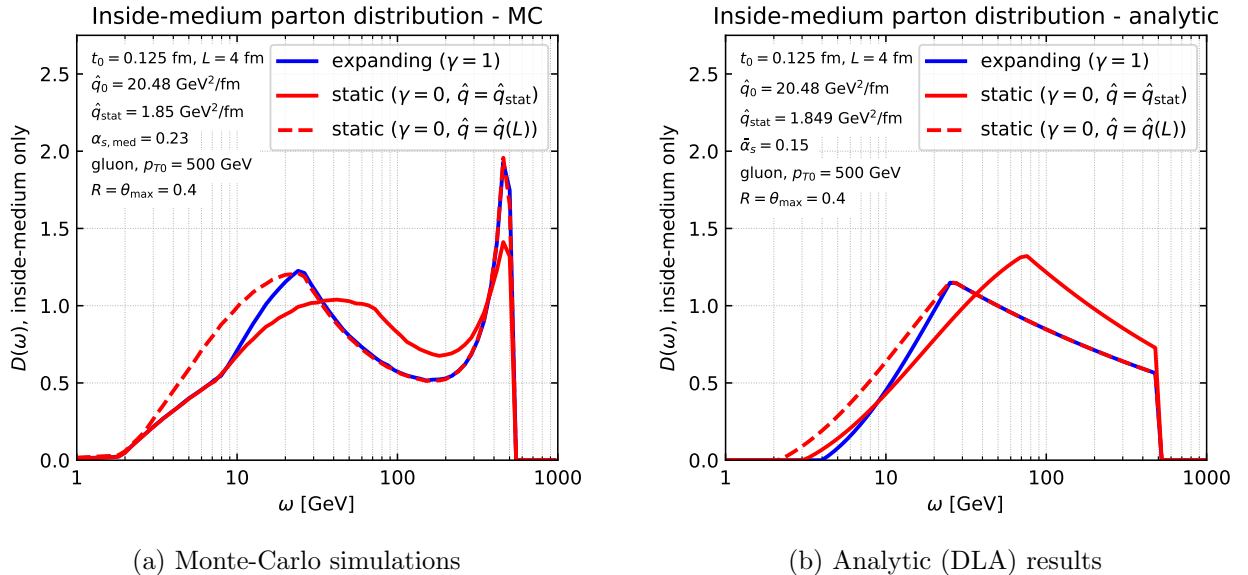 Inside-medium parton distribution - MC
D(ω), inside-medium only
2.5
2.0
1.5
1.0
0.5
0.0
t₀ = 0.125 fm, L = 4 fm
q̂₀ = 20.48 GeV²/fm
q̂stat = 1.85 GeV²/fm
αs, med = 0.23
gluon, pT0 = 500 GeV
R = θmax = 0.4
expanding (γ = 1)
static (γ = 0, q̂ = q̂stat)
static (γ = 0, q̂ = q̂(L))
1 10 100 1000
ω [GeV]
(a) Monte-Carlo simulations
Inside-medium parton distribution - analytic
D(ω), inside-medium only
2.5
2.0
1.5
1.0
0.5
0.0
t₀ = 0.125 fm, L = 4 fm
q̂₀ = 20.48 GeV²/fm
q̂stat = 1.849 GeV²/fm
ᾱs = 0.15
gluon, pT0 = 500 GeV
R = θmax = 0.4
expanding (γ = 1)
static (γ = 0, q̂ = q̂stat)
static (γ = 0, q̂ = q̂(L))
1 10 100 1000
ω [GeV]
(b) Analytic (DLA) results